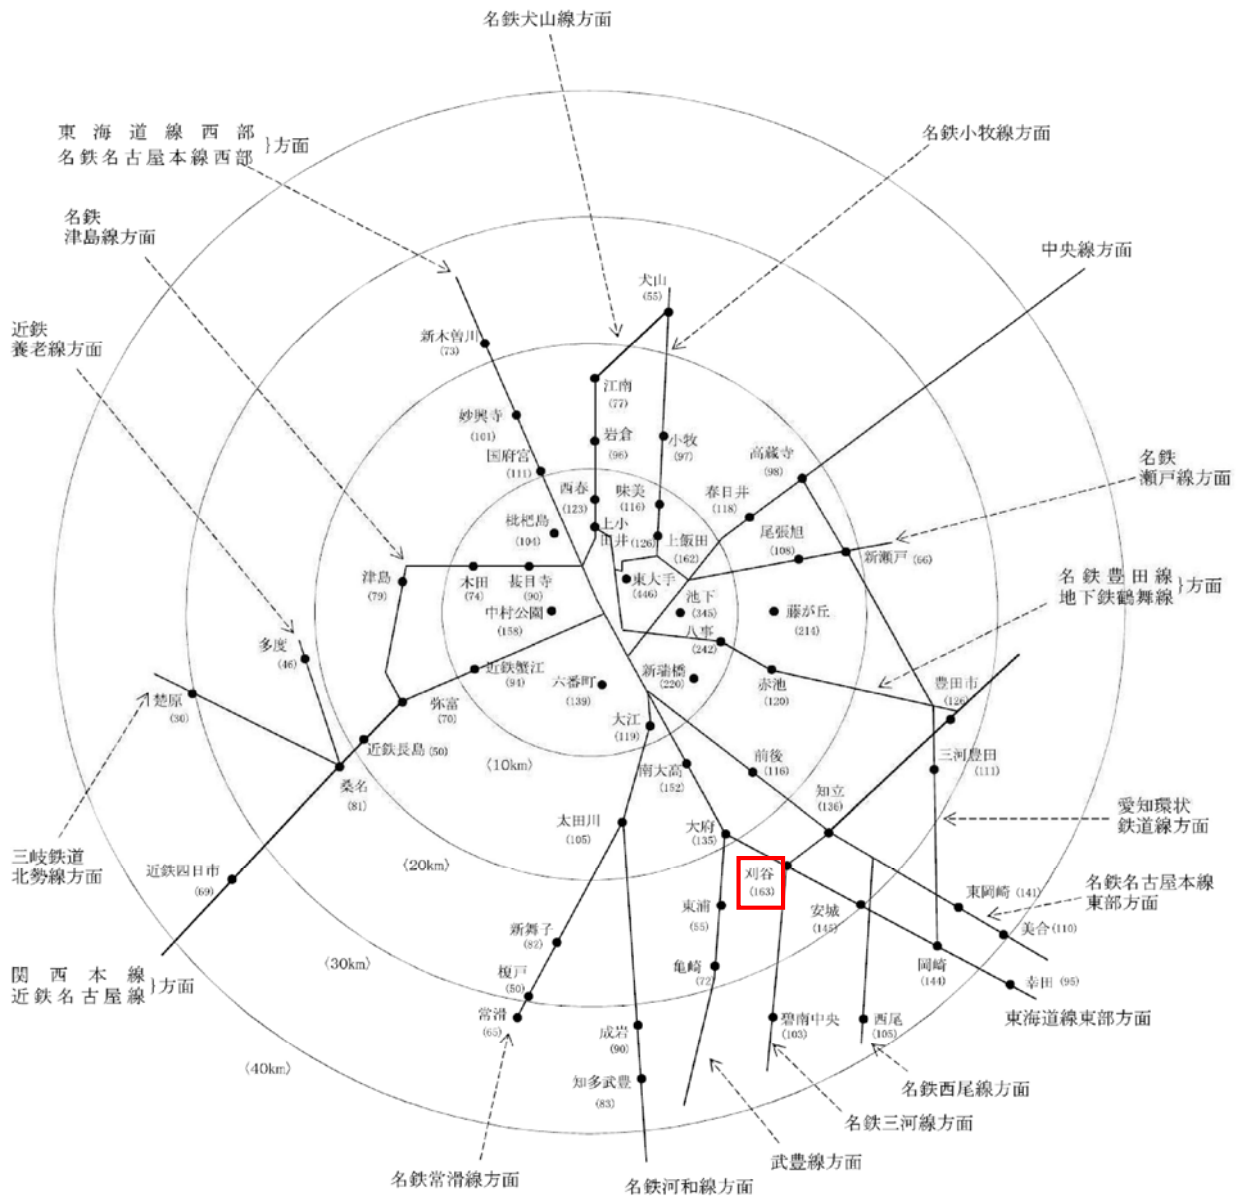 名鉄犬山線方面
東海道線西部
名鉄名古屋本線西部
}方面
名鉄小牧線方面
名鉄
津島線方面
中央線方面
犬山
(55)
近鉄
養老線方面
新木曽川
(73)
江南
(77)
妙興寺
(101)
岩倉
(96)
小牧
(97)
高蔵寺
(98)
名鉄
瀬戸線方面
国府宮
(111)
西春
(123)
味美
(116)
春日井
(118)
枇杷島
(104)
上小
田井(126)
上飯田
(162)
尾張旭
(108)
新瀬戸
(66)
津島
(79)
木田
(74)
甚目寺
(90)
東大手
(446)
名鉄豊田線
地下鉄鶴舞線
}方面
中村公園
(158)
池下
(345)
藤が丘
(214)
八事
(242)
多度
(46)
近鉄蟹江
(94)
六番町
(139)
新瑞橋
(220)
赤池
(120)
豊田市
(126)
楚原
(30)
弥富
(70)
大江
(119)
近鉄長島(50)
〈10km〉
南大高
(152)
前後
(116)
三河豊田
(111)
桑名
(81)
知立
(136)
愛知環状
鉄道線方面
太田川
(105)
大府
(135)
三岐鉄道
北勢線方面
近鉄四日市
(69)
〈20km〉
刈谷
(163)
東岡崎(141)
名鉄名古屋本線
東部方面
東浦
(55)
安城
(145)
美合(110)
新舞子
(82)
関西本線
近鉄名古屋線
}方面
〈30km〉
榎戸
(50)
亀崎
(72)
岡崎
(144)
幸田(95)
常滑
(65)
成岩
(90)
碧南中央
(103)
西尾
(105)
東海道線東部方面
〈40km〉
知多武豊
(83)
名鉄西尾線方面
名鉄三河線方面
武豊線方面
名鉄常滑線方面
名鉄河和線方面